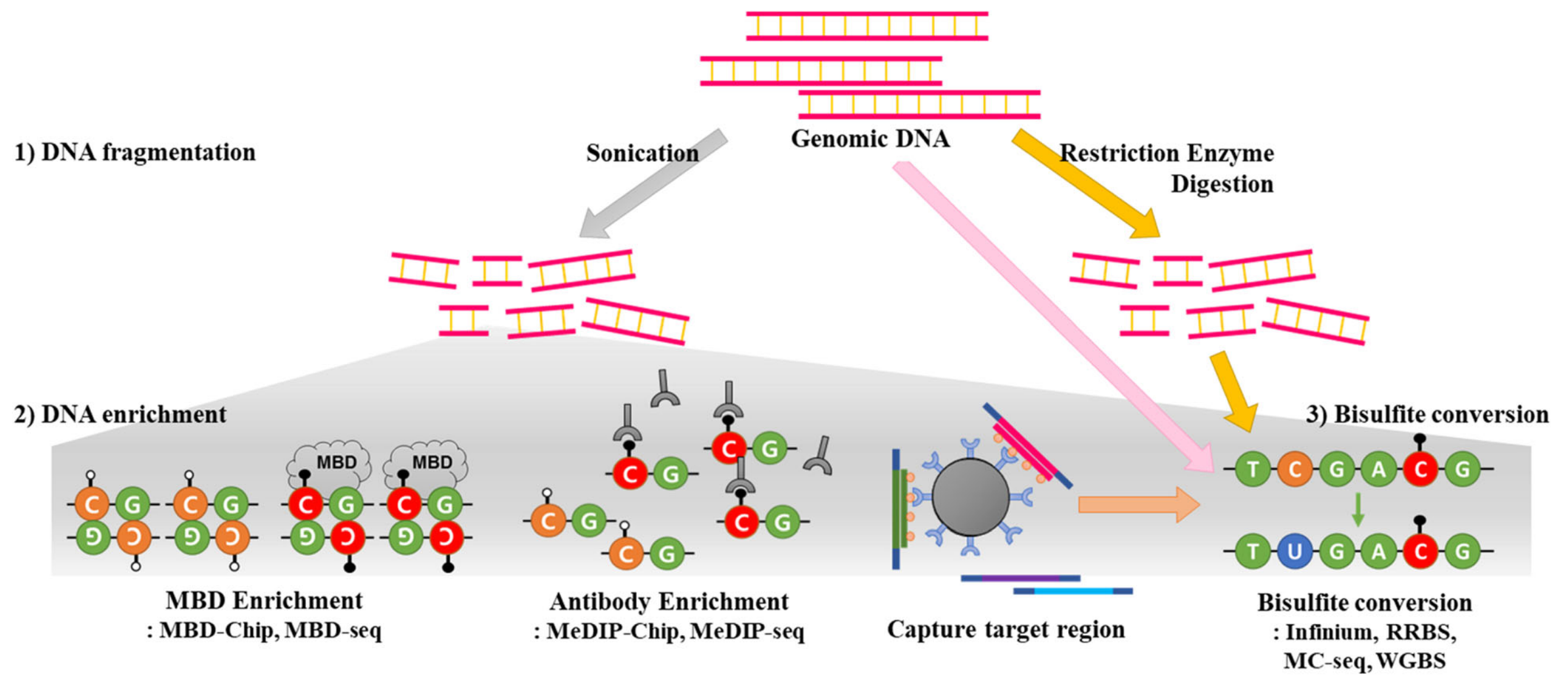 Genomic DNA
1) DNA fragmentation
Sonication
Restriction Enzyme
Digestion
2) DNA enrichment
3) Bisulfite conversion
MBD
MBD
C G
G C
C G
G C
C G
G C
C G
G C
C G
C G
C G
C G
C G
T C G A C G
T U G A C G
MBD Enrichment
: MBD-Chip, MBD-seq
Antibody Enrichment
: MeDIP-Chip, MeDIP-seq
Capture target region
Bisulfite conversion
: Infinium, RRBS,
MC-seq, WGBS